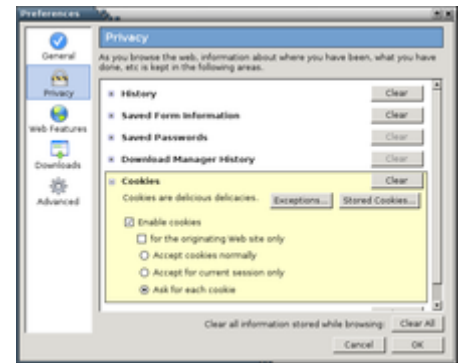 Preferences
General
Privacy
Web Features
Downloads
Advanced
Privacy
As you browse the web, information about where you have been, what you have
done, etc is kept in the following areas.
History Clear
Saved Form Information Clear
Saved Passwords Clear
Download Manager History Clear
Cookies Clear
Cookies are delicious delicacies. Exceptions... Stored Cookies...
Enable cookies
for the originating Web site only
Accept cookies normally
Accept for current session only
Ask for each cookie
Clear all information stored while browsing: Clear All
Cancel OK